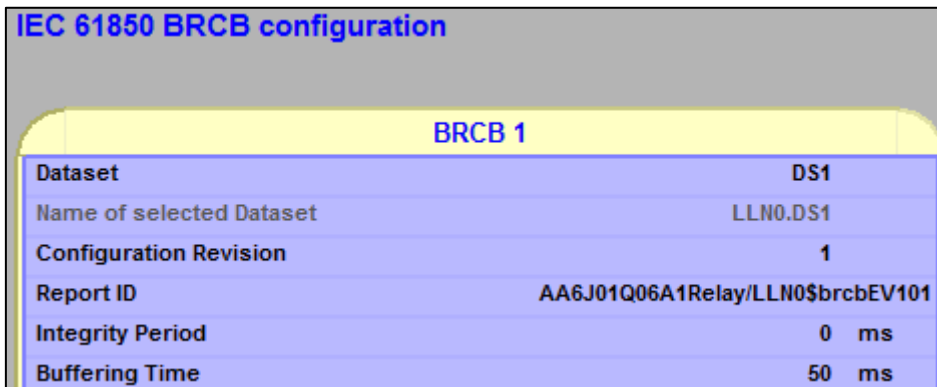 IEC 61850 BRCB configuration
BRCB 1
Dataset DS1
Name of selected Dataset LLN0.DS1
Configuration Revision 1
Report ID AA6J01Q06A1Relay/LLN0$brcbEV101
Integrity Period 0 ms
Buffering Time 50 ms